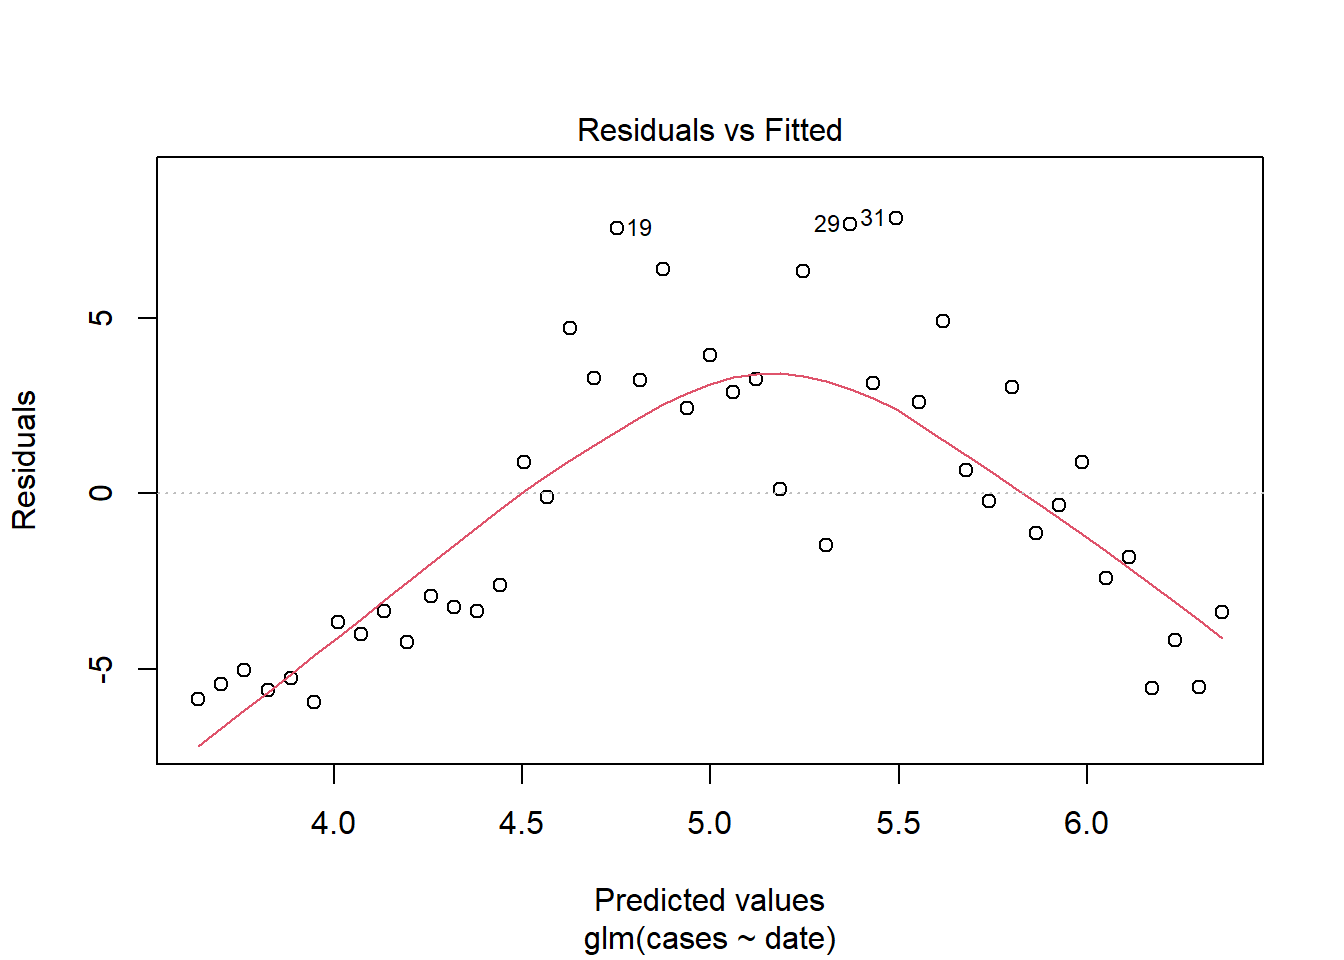 Residuals vs Fitted
19
29
31
5
0
-5
Residuals
4.0 4.5 5.0 5.5 6.0
Predicted values
glm(cases ~ date)